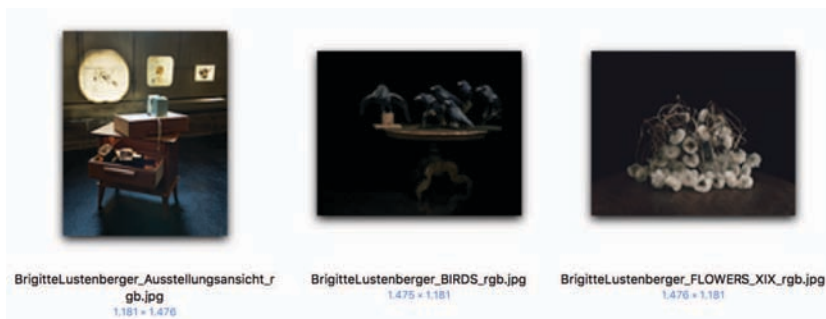 BrigitteLustenberger_Ausstellungsansicht_r
gb.jpg
1.181 × 1.476
BrigitteLustenberger_BIRDS_rgb.jpg
1.475 × 1.181
BrigitteLustenberger_FLOWERS_XIX_rgb.jpg
1.476 × 1.181